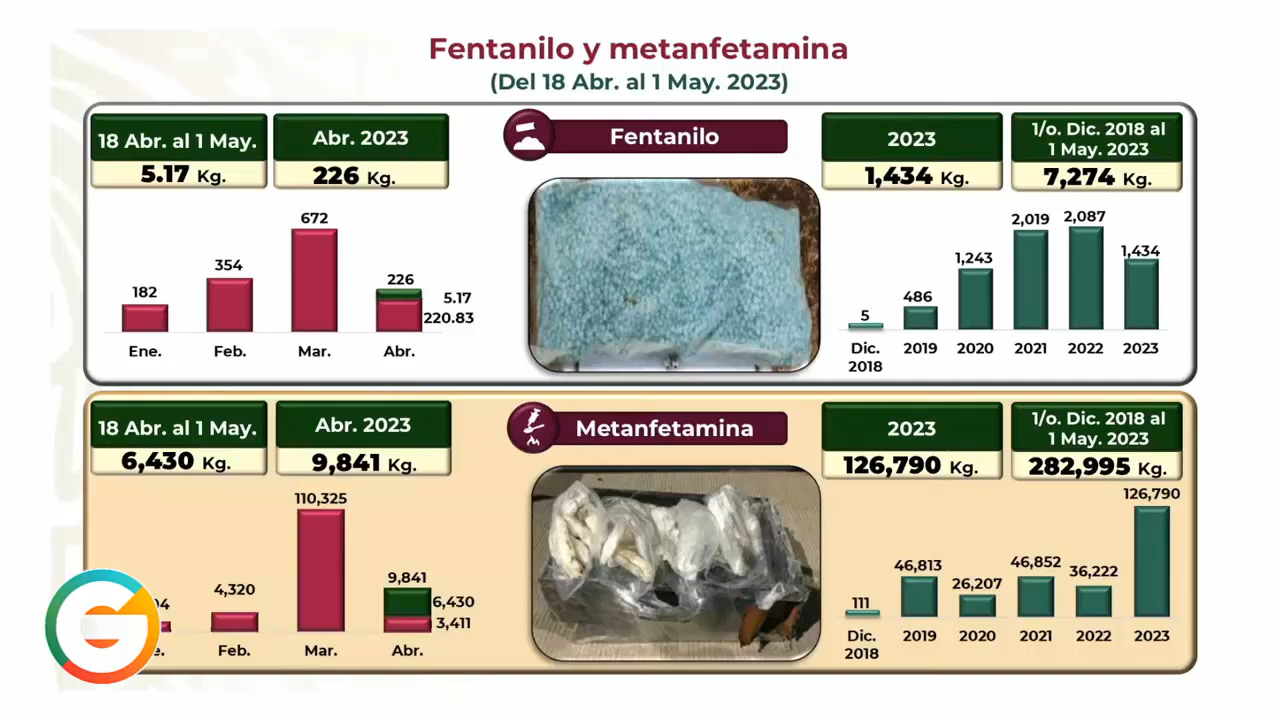 Fentanilo y metanfetamina
(Del 18 Abr. al 1 May. 2023)
18 Abr. al 1 May.
5.17 Kg.
Abr. 2023
226 Kg.
Fentanilo
2023
1,434 Kg.
1/o. Dic. 2018 al
1 May. 2023
7,274 Kg.
182
354
672
226
5.17
220.83
Ene.
Feb.
Mar.
Abr.
5
486
1,243
2,019
2,087
1,434
Dic.
2018
2019
2020
2021
2022
2023
18 Abr. al 1 May.
6,430 Kg.
Abr. 2023
9,841 Kg.
Metanfetamina
2023
126,790 Kg.
1/o. Dic. 2018 al
1 May. 2023
282,995 Kg.
4,320
110,325
9,841
6,430
3,411
Feb.
Mar.
Abr.
111
46,813
26,207
46,852
36,222
126,790
Dic.
2018
2019
2020
2021
2022
2023